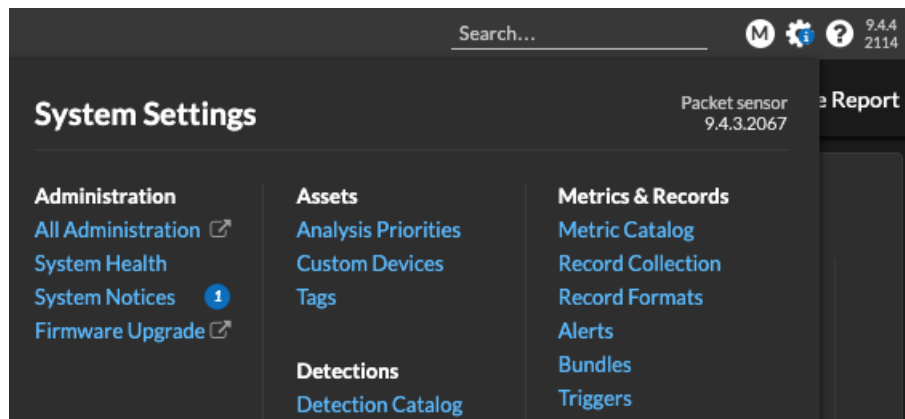 Search...
M
?
9.4.4
2114
System Settings
Packet sensor
9.4.3.2067
e Report
Administration
All Administration
System Health
System Notices 1
Firmware Upgrade
Assets
Analysis Priorities
Custom Devices
Tags
Detections
Detection Catalog
Metrics & Records
Metric Catalog
Record Collection
Record Formats
Alerts
Bundles
Triggers